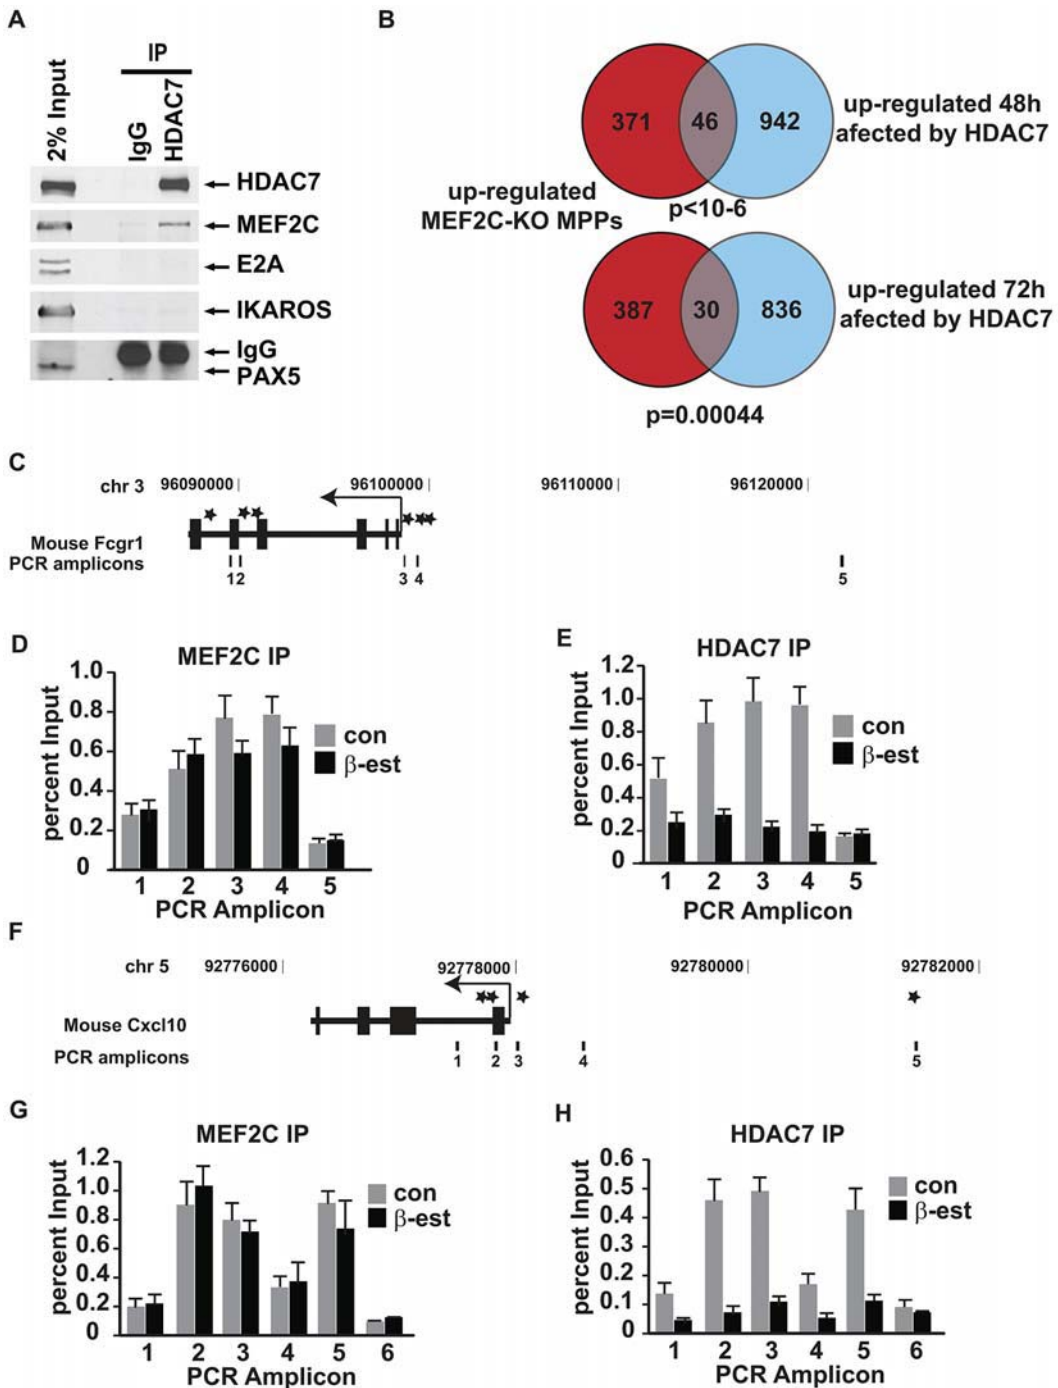 A
IP
2% Input
IgG
HDAC7
HDAC7
MEF2C
E2A
IKAROS
IgG
PAX5
B
371
46
942
up-regulated 48h
afected by HDAC7
up-regulated
MEF2C-KO MPPs
p<10-6
387
30
836
up-regulated 72h
afected by HDAC7
p=0.00044
C
chr 3
96090000
96100000
96110000
96120000
Mouse Fcgr1
PCR amplicons
12
3
4
5
D
MEF2C IP
percent Input
1.0
0.8
0.6
0.4
0.2
0
con
β-est
1 2 3 4 5
PCR Amplicon
E
HDAC7 IP
percent Input
1.2
1.0
0.8
0.6
0.4
0.2
0
con
β-est
1 2 3 4 5
PCR Amplicon
F
chr 5
92776000
92778000
92780000
92782000
Mouse Cxcl10
PCR amplicons
1
2
3
4
5
G
MEF2C IP
percent Input
1.2
1.0
0.8
0.4
0.2
0
con
β-est
1 2 3 4 5 6
PCR Amplicon
H
HDAC7 IP
percent Input
0.6
0.5
0.4
0.3
0.2
0.1
0
con
β-est
1 2 3 4 5 6
PCR Amplicon